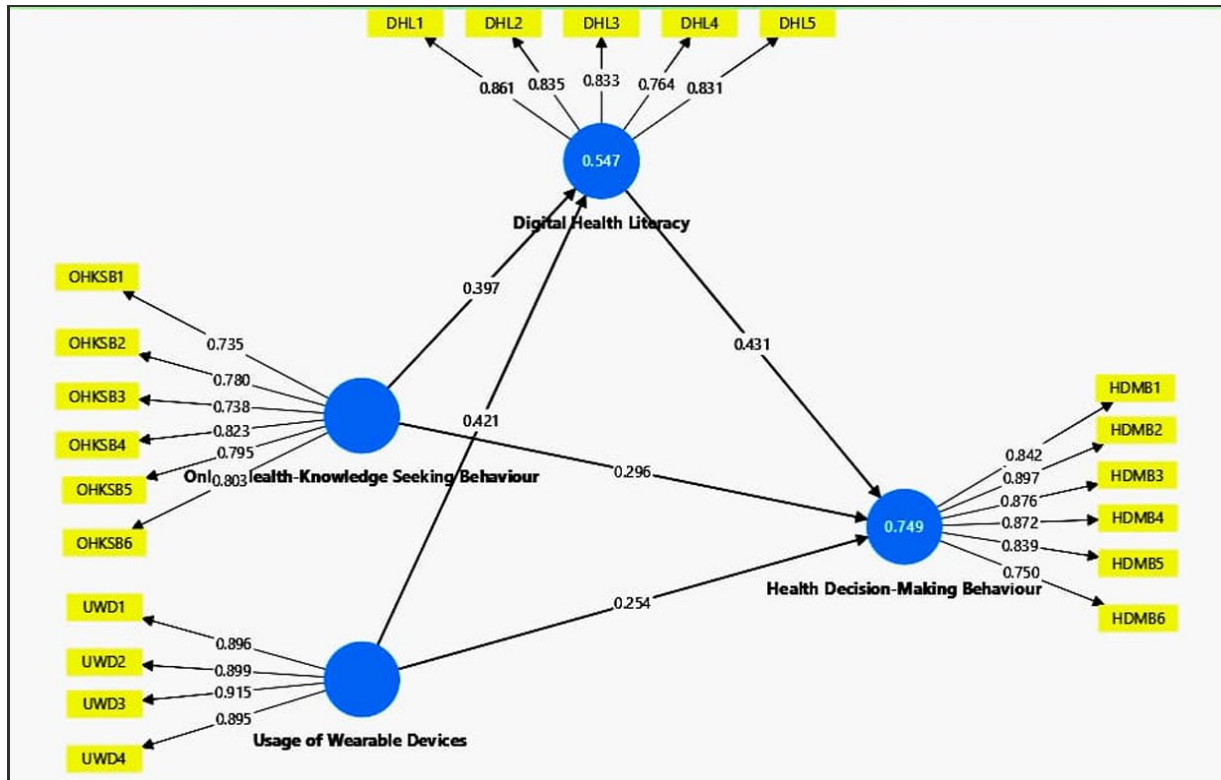 DHL1 DHL2 DHL3 DHL4 DHL5
0.861 0.835 0.833 0.764 0.831
0.547
Digital Health Literacy
OHKSB1
OHKSB2
OHKSB3
OHKSB4
OHKSB5
OHKSB6
0.735
0.780
0.738
0.823
0.795
0.803
Online Health-Knowledge Seeking Behaviour
0.397
0.421
0.431
0.296
0.254
UWD1
UWD2
UWD3
UWD4
0.896
0.899
0.915
0.895
Usage of Wearable Devices
0.749
Health Decision-Making Behaviour
0.842
0.897
0.876
0.872
0.839
0.750
HDMB1
HDMB2
HDMB3
HDMB4
HDMB5
HDMB6